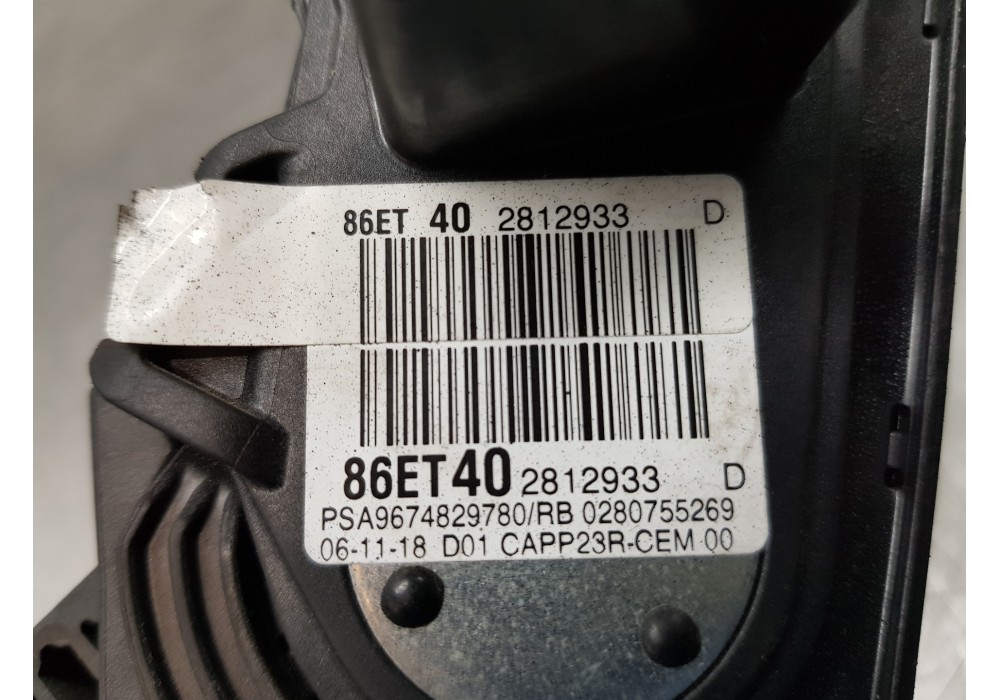 86ET 40 2812933 D
86ET40 2812933 D
PSA9674829780/RB 0280755269
06-11-18 D01 CAPP23R-CEM 00